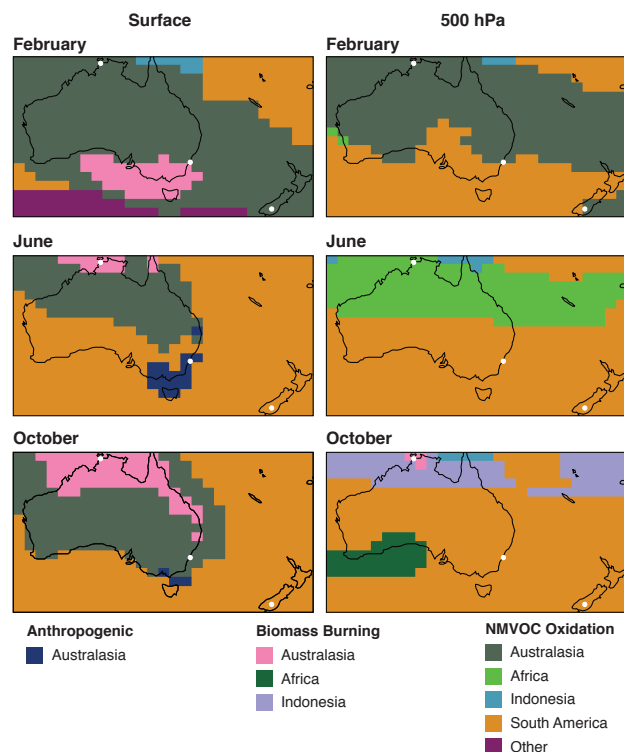 Surface
500 hPa
February
February
June
June
October
October
Anthropogenic
Australasia
Biomass Burning
Australasia
Africa
Indonesia
NMVOC Oxidation
Australasia
Africa
Indonesia
South America
Other